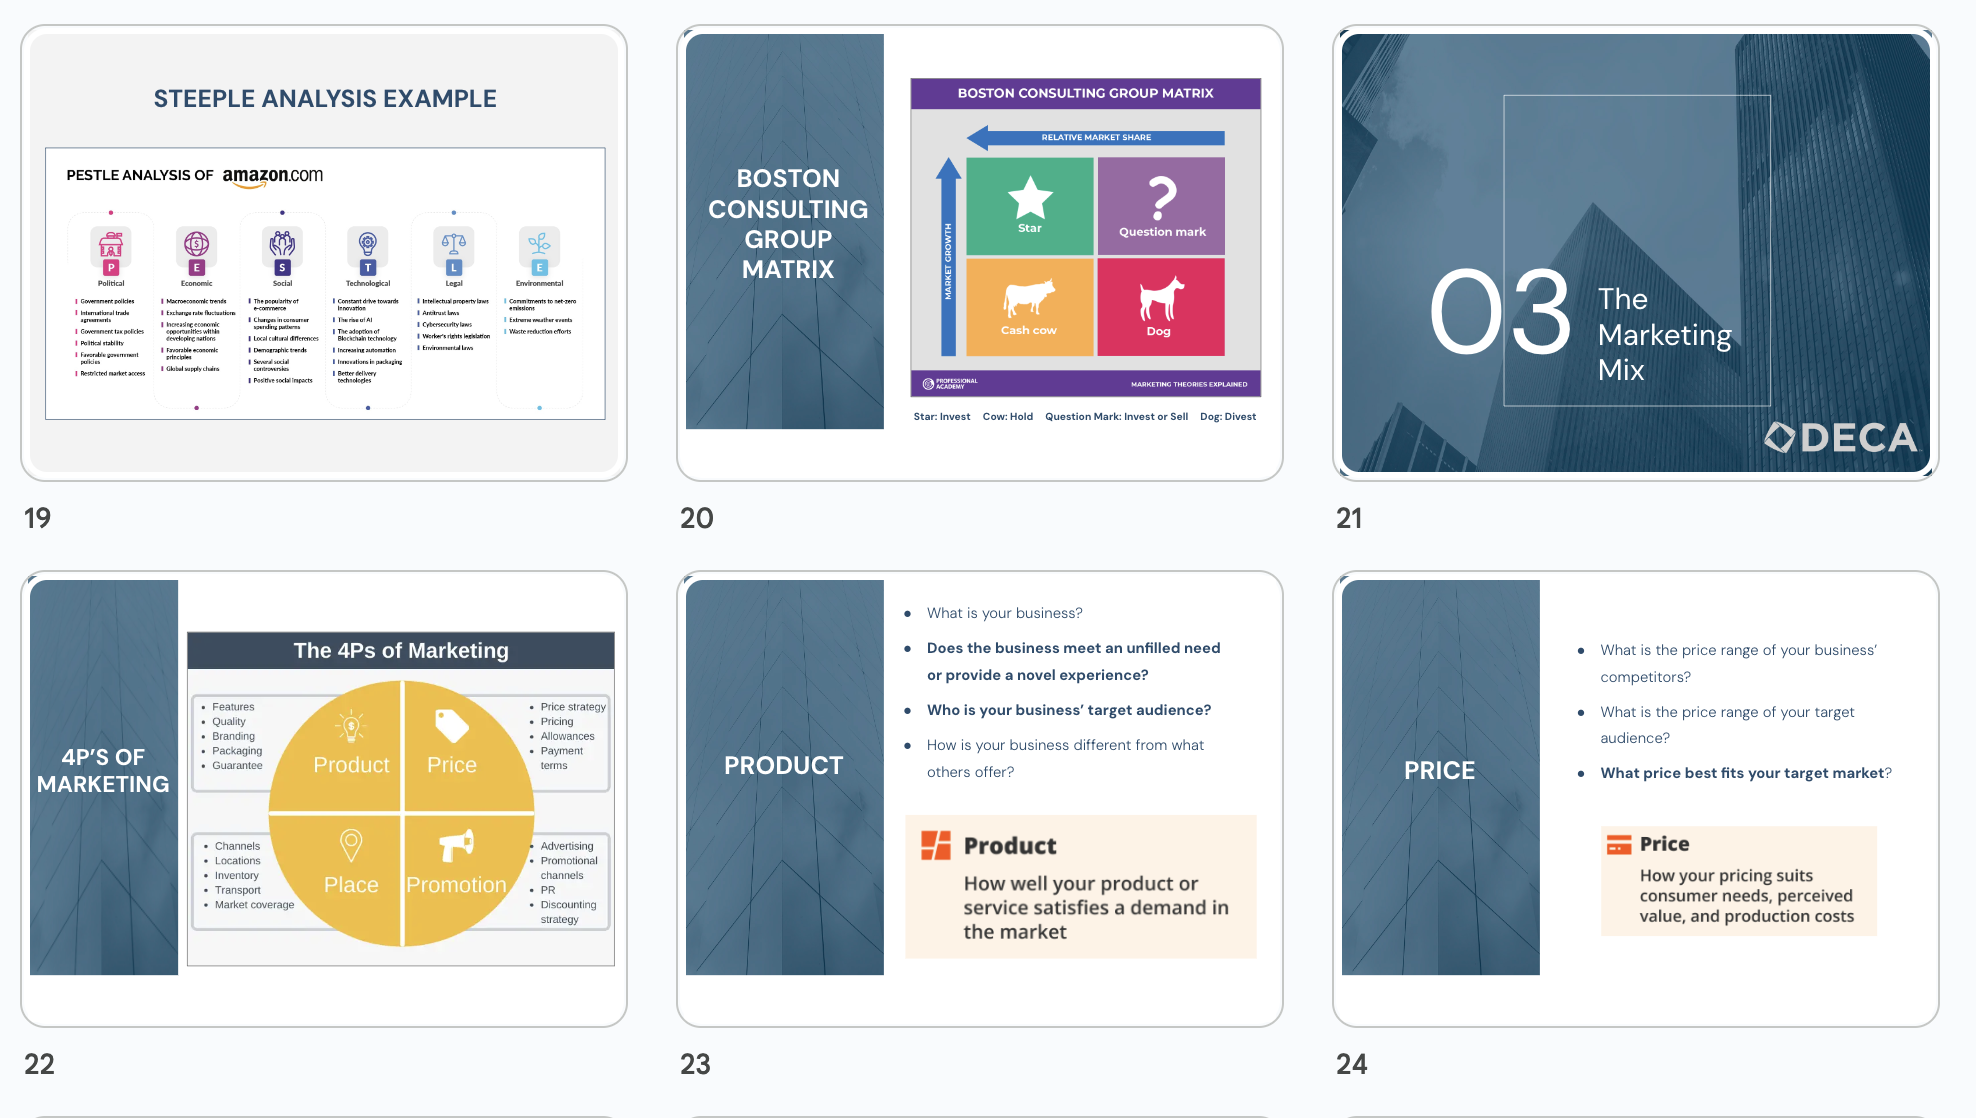 STEEPLE ANALYSIS EXAMPLE
PESTLE ANALYSIS OF amazon.com
P
Political
Government policies
International trade
agreements
Government tax policies
Political stability
Favorable government
policies
Restricted market access
E
Economic
Macroeconomic trends
Exchange rate fluctuations
Increasing economic
opportunities within
developing nations
Favorable economic
principles
Global supply chains
S
Social
The popularity of
e-commerce
Changes in consumer
spending patterns
Local cultural differences
Demographic trends
Several social
controversies
Positive social impacts
T
Technological
Constant drive towards
innovation
The rise of AI
The adoption of
Blockchain technology
Increasing automation
Innovations in packaging
Better delivery
technologies
L
Legal
Intellectual property laws
Antitrust laws
Cybersecurity laws
Worker's rights legislation
Environmental laws
E
Environmental
Commitments to net-zero
emissions
Extreme weather events
Waste reduction efforts
19
BOSTON
CONSULTING
GROUP
MATRIX
BOSTON CONSULTING GROUP MATRIX
RELATIVE MARKET SHARE
MARKET GROWTH
Star
?
Question mark
Cash cow
Dog
PROFESSIONAL
ACADEMY
MARKETING THEORIES EXPLAINED
Star: Invest Cow: Hold Question Mark: Invest or Sell Dog: Divest
20
03
The
Marketing
Mix
DECA
21
4P'S OF
MARKETING
The 4Ps of Marketing
• Features
• Quality
• Branding
• Packaging
• Guarantee
Product
Price
• Price strategy
• Pricing
• Allowances
• Payment
terms
• Channels
• Locations
• Inventory
• Transport
• Market coverage
Place
Promotion
• Advertising
• Promotional
channels
• PR
• Discounting
strategy
22
PRODUCT
● What is your business?
● Does the business meet an unfilled need
or provide a novel experience?
● Who is your business' target audience?
● How is your business different from what
others offer?
Product
How well your product or
service satisfies a demand in
the market
23
PRICE
● What is the price range of your business'
competitors?
● What is the price range of your target
audience?
● What price best fits your target market?
Price
How your pricing suits
consumer needs, perceived
value, and production costs
24